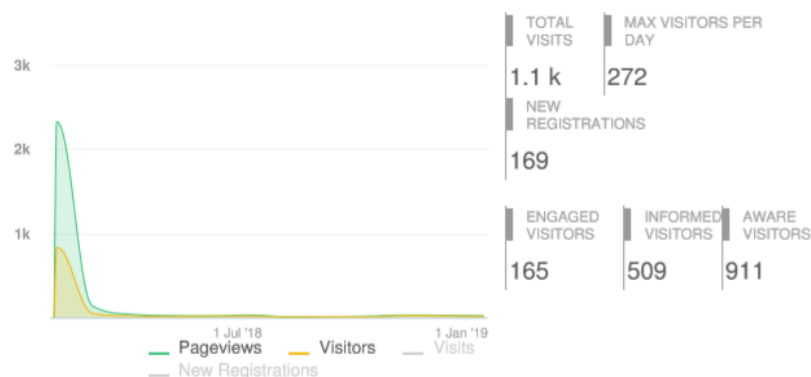 3k
2k
1k
1 Jul '18
1 Jan '19
Pageviews
Visitors
Visits
New Registrations
TOTAL
VISITS
1.1 k
MAX VISITORS PER
DAY
272
NEW
REGISTRATIONS
169
ENGAGED
VISITORS
165
INFORMED
VISITORS
509
AWARE
VISITORS
911